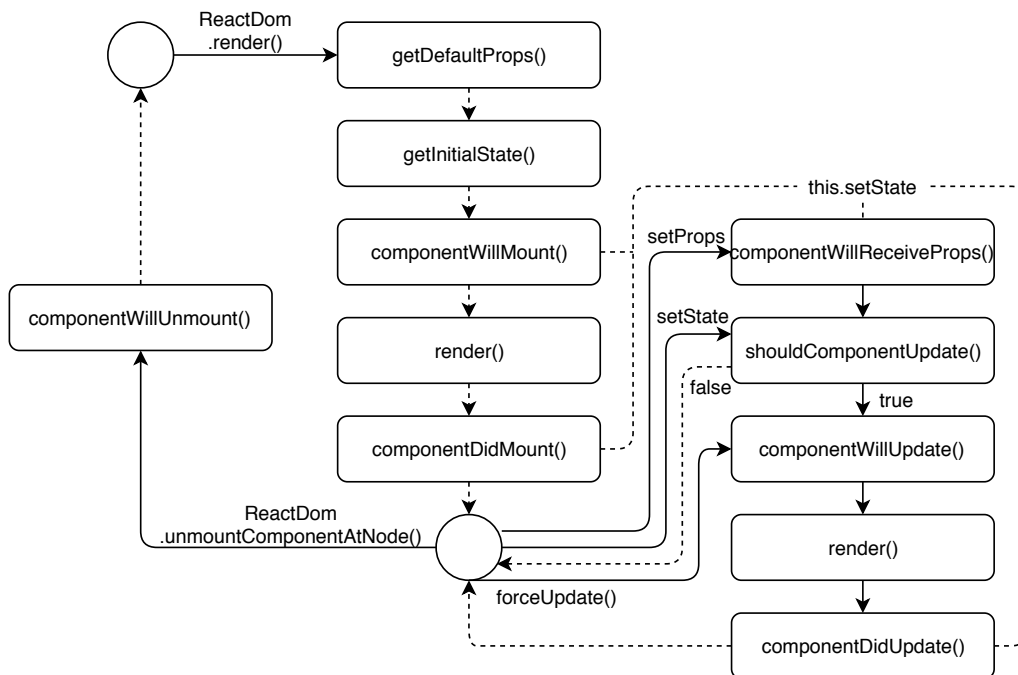 ReactDom
.render()
getDefaultProps()
getInitialState()
this.setState
componentWillMount()
setProps
componentWillReceiveProps()
componentWillUnmount()
render()
setState
shouldComponentUpdate()
false
true
componentDidMount()
componentWillUpdate()
ReactDom
.unmountComponentAtNode()
render()
forceUpdate()
componentDidUpdate()